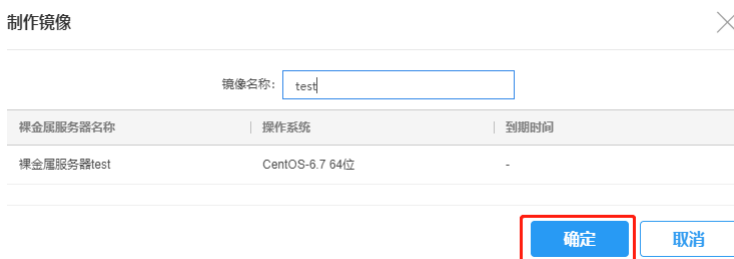 制作镜像
镜像名称: test
裸金属服务器名称 操作系统 到期时间
裸金属服务器test CentOS-6.7 64位 -
确定 取消